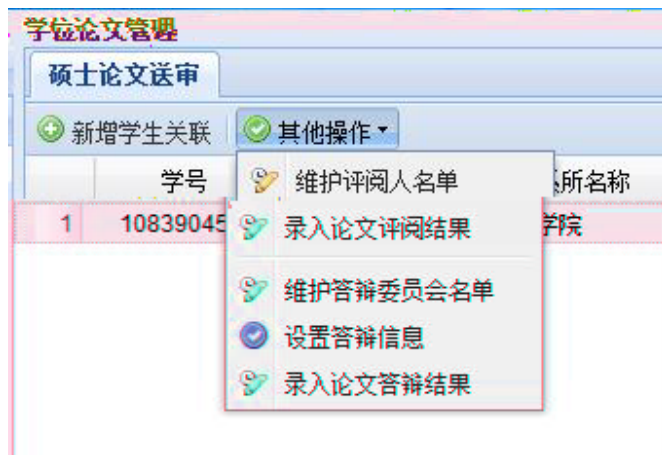 学位论文管理
硕士论文送审
新增学生关联 其他操作
学号 所名称
1 10839045 学院
维护评阅人名单
录入论文评阅结果
维护答辩委员会名单
设置答辩信息
录入论文答辩结果